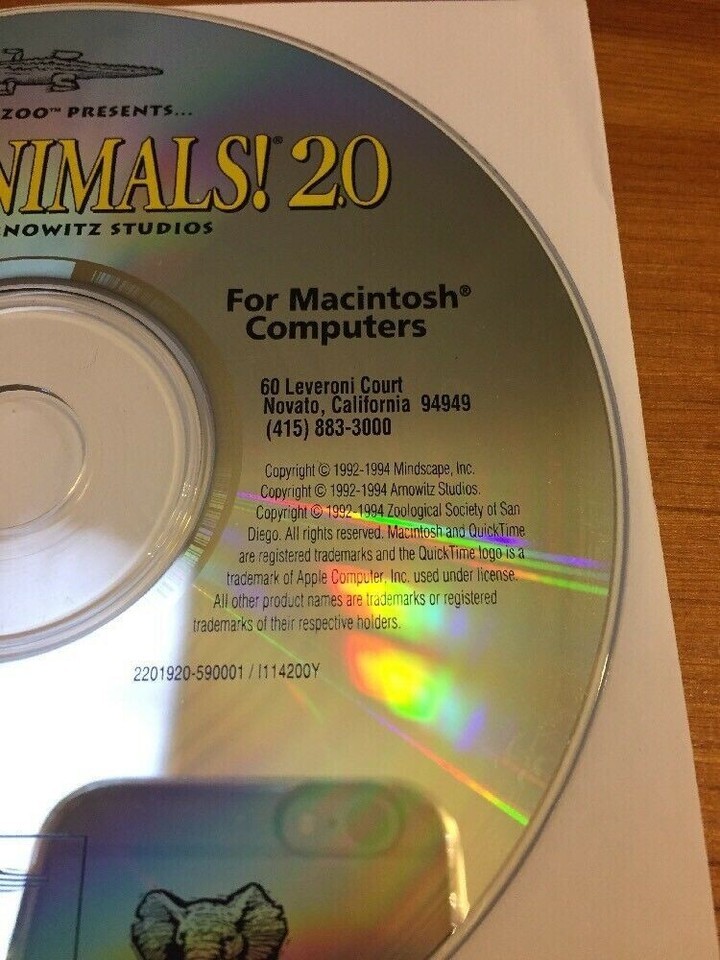 ZOO™ PRESENTS...
NIMALS!® 2.0
NOWITZ STUDIOS
For Macintosh®
Computers
60 Leveroni Court
Novato, California 94949
(415) 883-3000
Copyright © 1992-1994 Mindscape, Inc.
Copyright © 1992-1994 Arnowitz Studios.
Copyright © 1992-1994 Zoological Society of San
Diego. All rights reserved. Macintosh and QuickTime
are registered trademarks and the QuickTime logo is a
trademark of Apple Computer, Inc. used under license.
All other product names are trademarks or registered
trademarks of their respective holders.
2201920-590001 / I114200Y